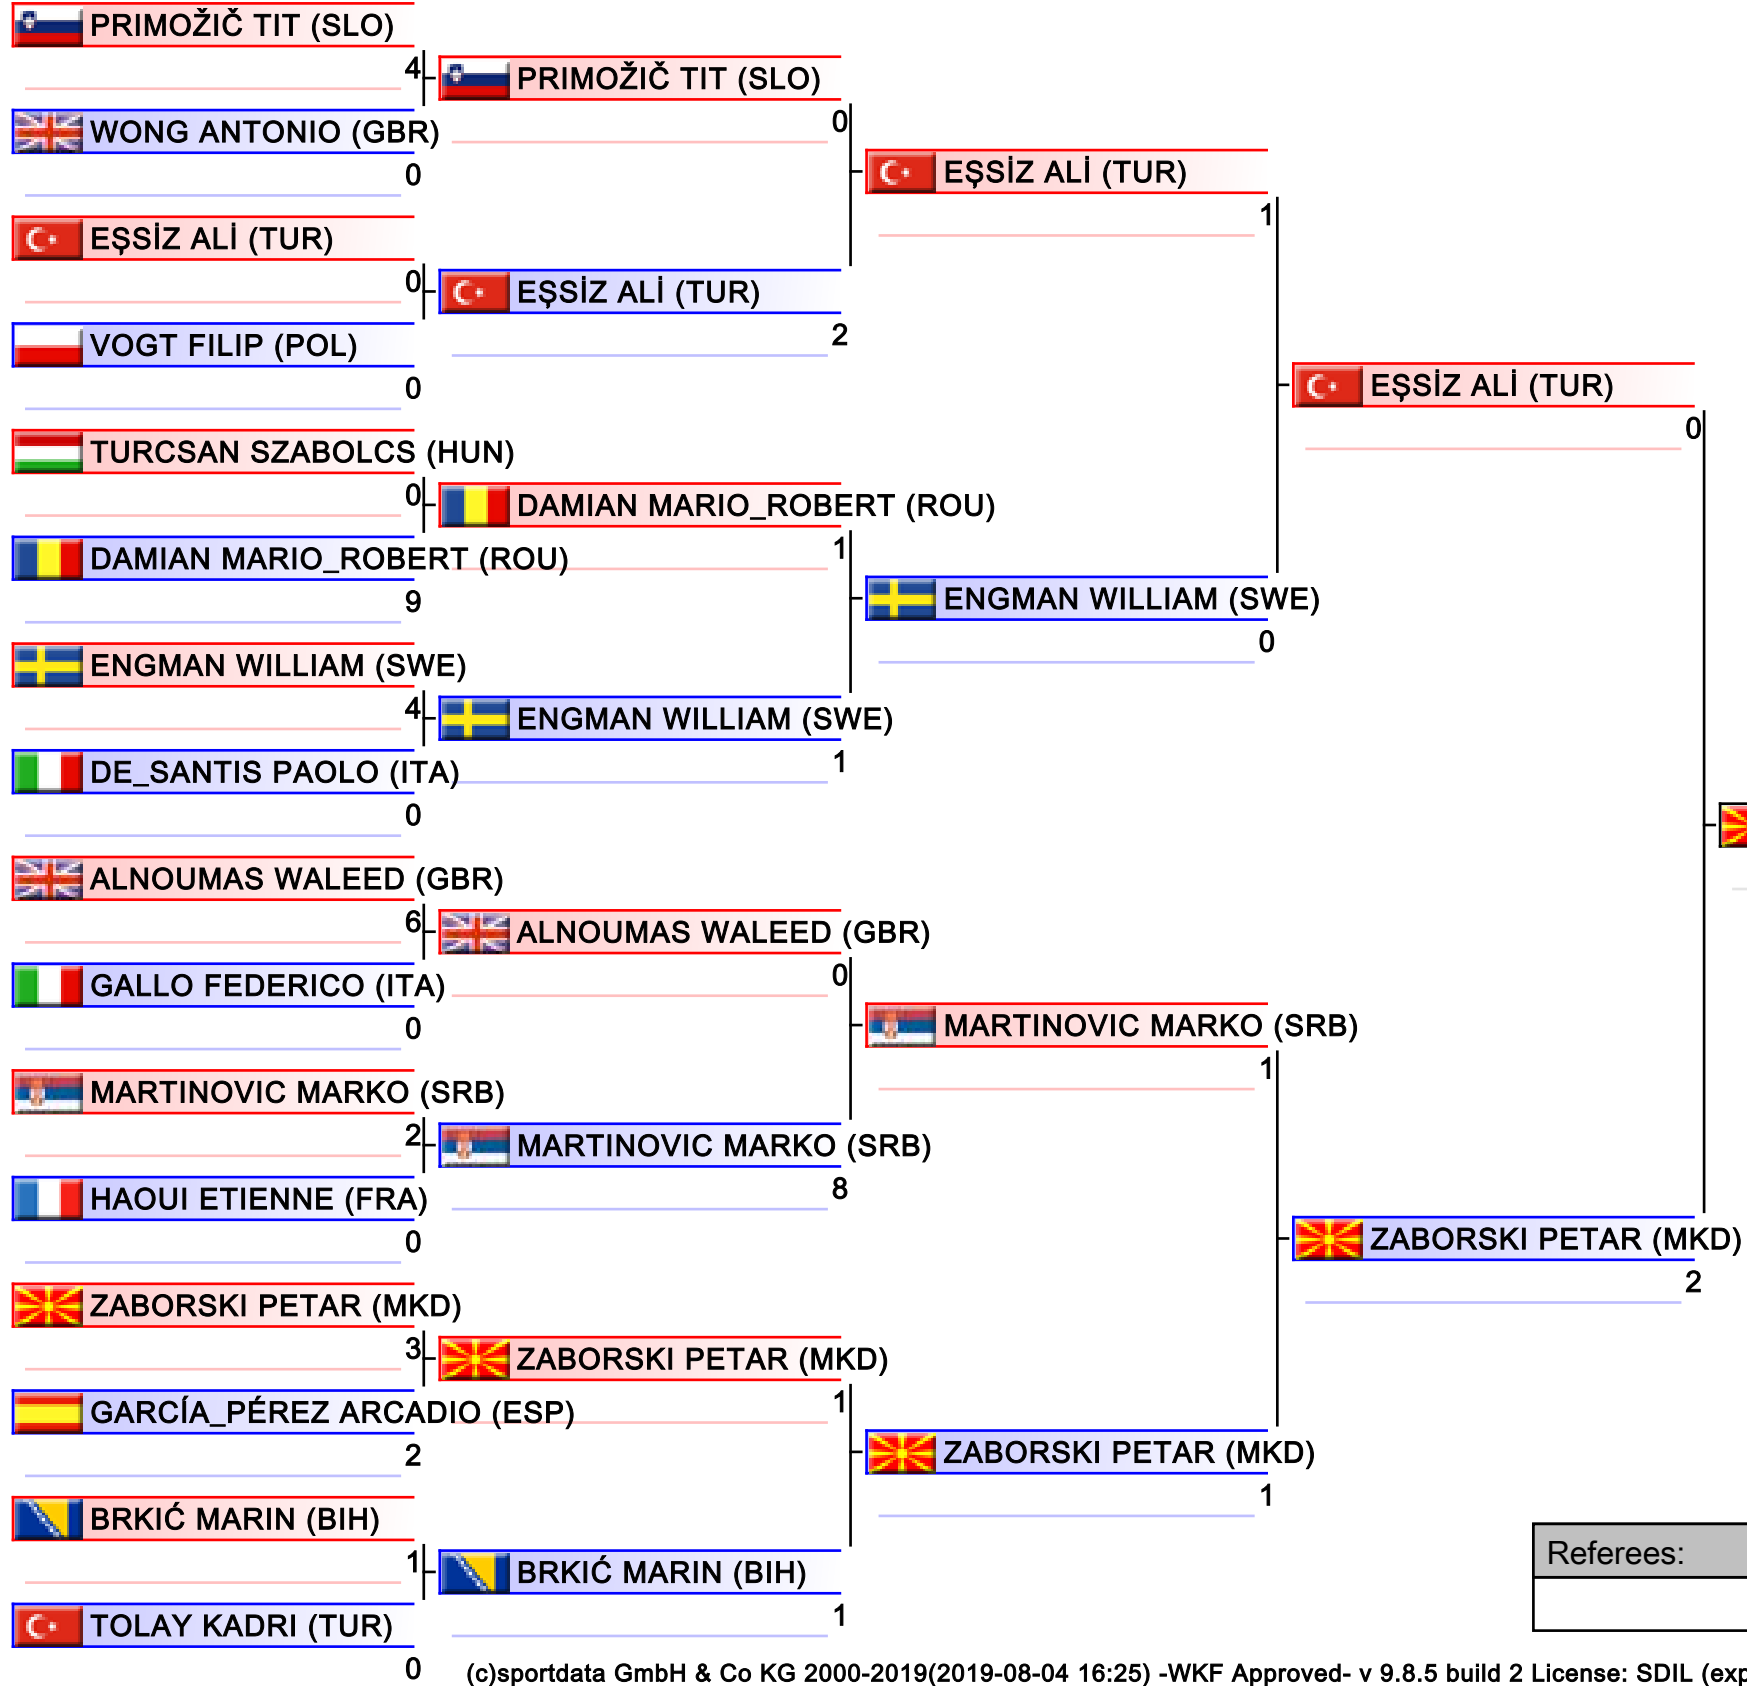 PRIMOŽIČ TIT (SLO)
4
WONG ANTONIO (GBR)
0
EŞSİZ ALİ (TUR)
0
VOGT FILIP (POL)
0
TURCSAN SZABOLCS (HUN)
0
DAMIAN MARIO_ROBERT (ROU)
9
ENGMAN WILLIAM (SWE)
4
DE_SANTIS PAOLO (ITA)
0
ALNOUMAS WALEED (GBR)
6
GALLO FEDERICO (ITA)
0
MARTINOVIC MARKO (SRB)
2
HAOUI ETIENNE (FRA)
0
ZABORSKI PETAR (MKD)
3
GARCÍA_PÉREZ ARCADIO (ESP)
2
BRKIĆ MARIN (BIH)
1
TOLAY KADRI (TUR)
0
PRIMOŽIČ TIT (SLO)
0
EŞSİZ ALİ (TUR)
2
DAMIAN MARIO_ROBERT (ROU)
1
ENGMAN WILLIAM (SWE)
1
ALNOUMAS WALEED (GBR)
0
MARTINOVIC MARKO (SRB)
8
ZABORSKI PETAR (MKD)
1
BRKIĆ MARIN (BIH)
1
EŞSİZ ALİ (TUR)
1
ENGMAN WILLIAM (SWE)
0
MARTINOVIC MARKO (SRB)
1
ZABORSKI PETAR (MKD)
1
EŞSİZ ALİ (TUR)
0
ZABORSKI PETAR (MKD)
2
Referees:
(c)sportdata GmbH & Co KG 2000-2019(2019-08-04 16:25) -WKF Approved- v 9.8.5 build 2 License: SDIL (exp